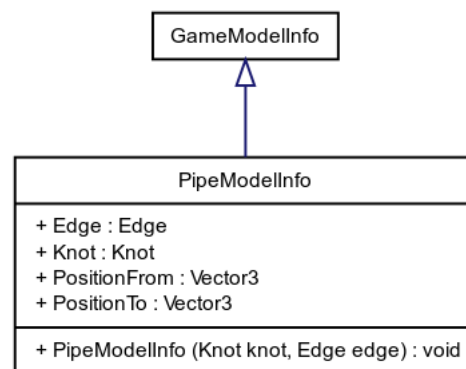 GameModelInfo
PipeModelInfo
+ Edge : Edge
+ Knot : Knot
+ PositionFrom : Vector3
+ PositionTo : Vector3
+ PipeModelInfo (Knot knot, Edge edge) : void